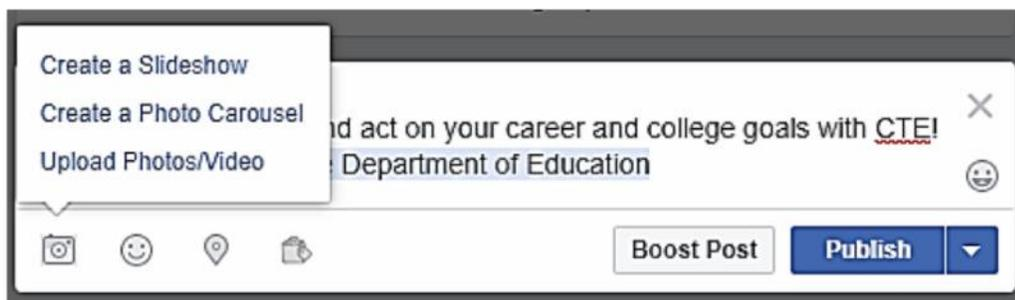 Create a Slideshow
Create a Photo Carousel
Upload Photos/Video
act on your career and college goals with CTE!
Department of Education
Boost Post
Publish